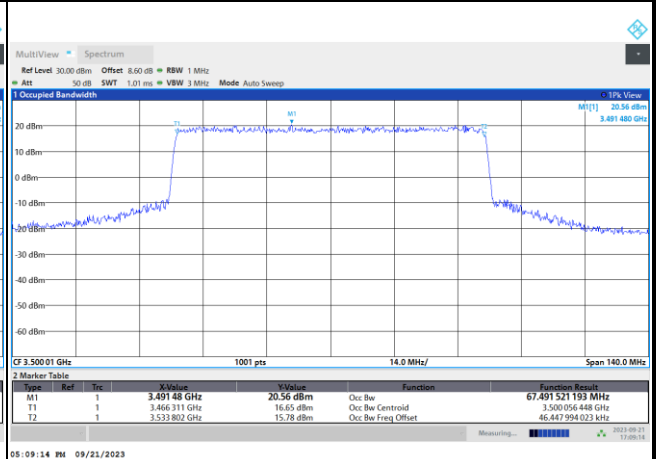 MultiView Spectrum
Ref Level 30.00 dBm Offset 8.60 dB RBW 1 MHz
Att 50 dB SWT 1.01 ms VBW 3 MHz Mode Auto Sweep
1 Occupied Bandwidth 1Pk View
M1[1] 20.56 dBm
3.491 480 GHz
M1
T1
T2
20 dBm
10 dBm
0 dBm
-10 dBm
-20 dBm
-30 dBm
-40 dBm
-50 dBm
-60 dBm
CF 3.500 01 GHz 1001 pts 14.0 MHz/ Span 140.0 MHz
2 Marker Table
Type Ref Trc X-Value Y-Value Function Function Result
M1 1 3.491 48 GHz 20.56 dBm Occ Bw 67.491 521 193 MHz
T1 1 3.466 311 GHz 16.65 dBm Occ Bw Centroid 3.500 056 448 GHz
T2 1 3.533 802 GHz 15.78 dBm Occ Bw Freq Offset 46.447 994 023 kHz
Measuring... 2023-09-21
17:09:14
05:09:14 PM 09/21/2023